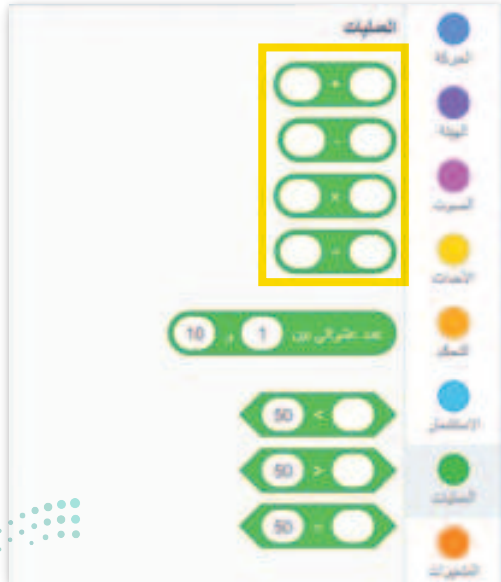 العمليات
+
-
×
÷
عدد عشوائي بين 1 و 10
50 <
50 >
50 =
الحركة
الهيئة
الصوت
الأحداث
التحكم
الاستشعار
العمليات
المتغيرات